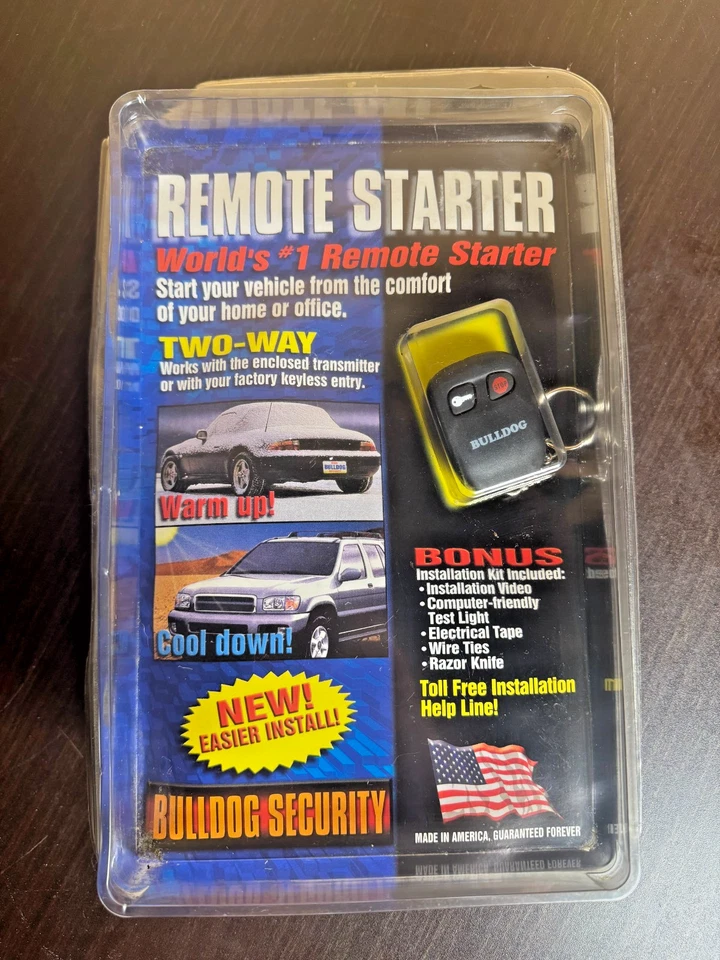 REMOTE STARTER
World's #1 Remote Starter
Start your vehicle from the comfort
of your home or office.
TWO-WAY
Works with the enclosed transmitter
or with your factory keyless entry.
BULLDOG
Warm up!
Cool down!
NEW!
EASIER INSTALL!
BULLDOG SECURITY
STOP
BULLDOG
BONUS
Installation Kit Included:
• Installation Video
• Computer-friendly
Test Light
• Electrical Tape
• Wire Ties
• Razor Knife
Toll Free Installation
Help Line!
MADE IN AMERICA, GUARANTEED FOREVER